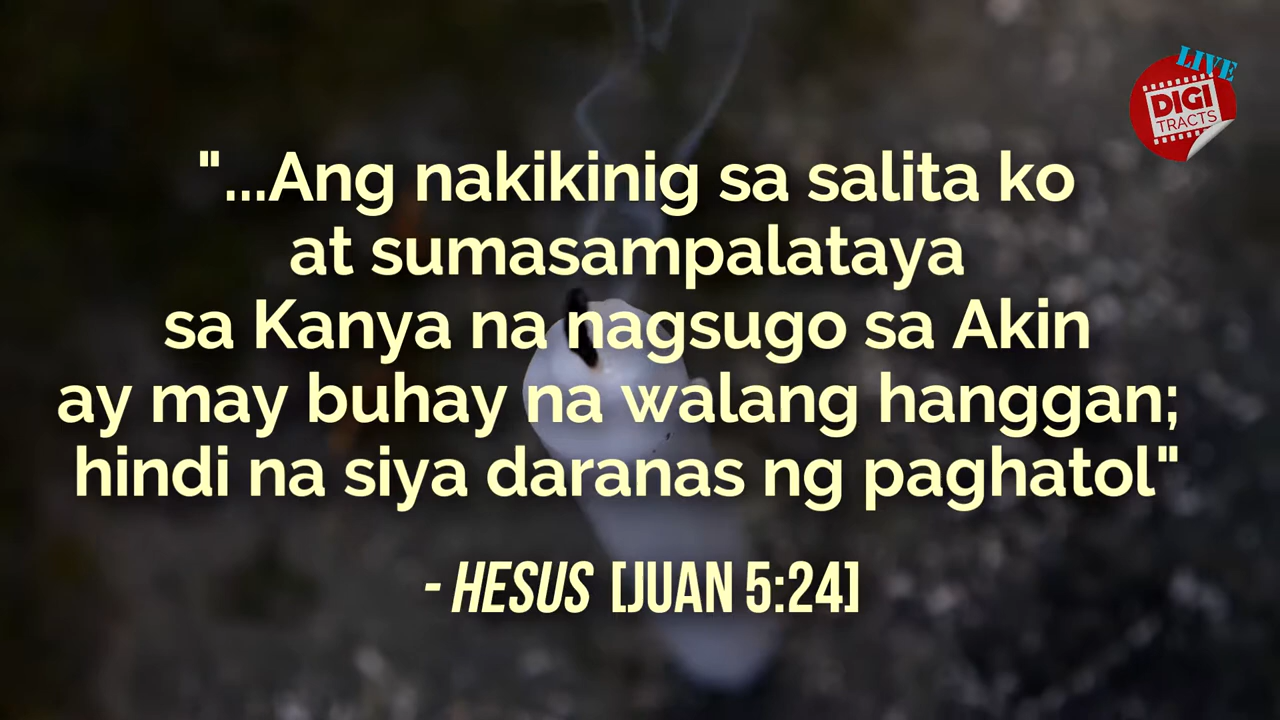 LIVE
DIGI
TRACTS
"...Ang nakikinig sa salita ko
at sumasampalataya
sa Kanya na nagsugo sa Akin
ay may buhay na walang hanggan;
hindi na siya daranas ng paghatol"
- HESUS [JUAN 5:24]